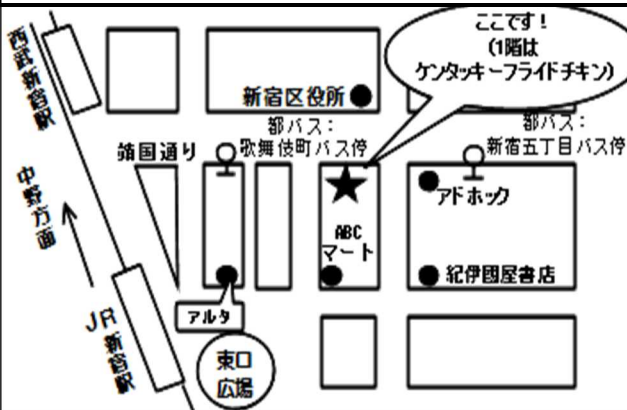 ここです！
(1階は
ケンタッキーフライドチキン)
西武新宿駅
新宿区役所
都バス：
歌舞伎町バス停
都バス：
新宿五丁目バス停
靖国通り
中野方面
アドホック
ABC
マート
紀伊國屋書店
アルタ
JR新宿駅
東口
広場